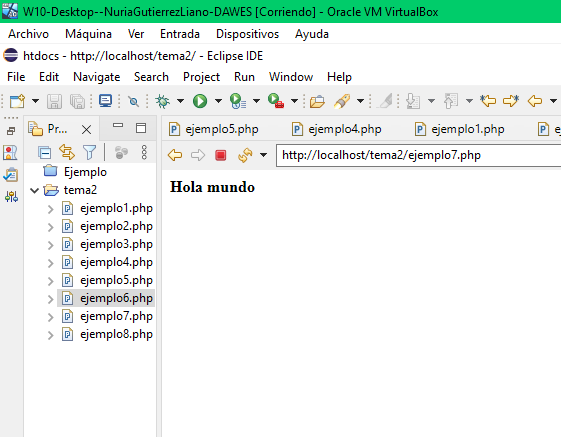 W10-Desktop--NuriaGutierrezLiano-DAWES [Corriendo] - Oracle VM VirtualBox
Archivo Máquina Ver Entrada Dispositivos Ayuda
htdocs - http://localhost/tema2/ - Eclipse IDE
File Edit Navigate Search Project Run Window Help
P... ejemplo5.php ejemplo4.php ejemplo1.php e
http://localhost/tema2/ejemplo7.php
Ejemplo
tema2
ejemplo1.php
ejemplo2.php
ejemplo3.php
ejemplo4.php
ejemplo5.php
ejemplo6.php
ejemplo7.php
ejemplo8.php
Hola mundo